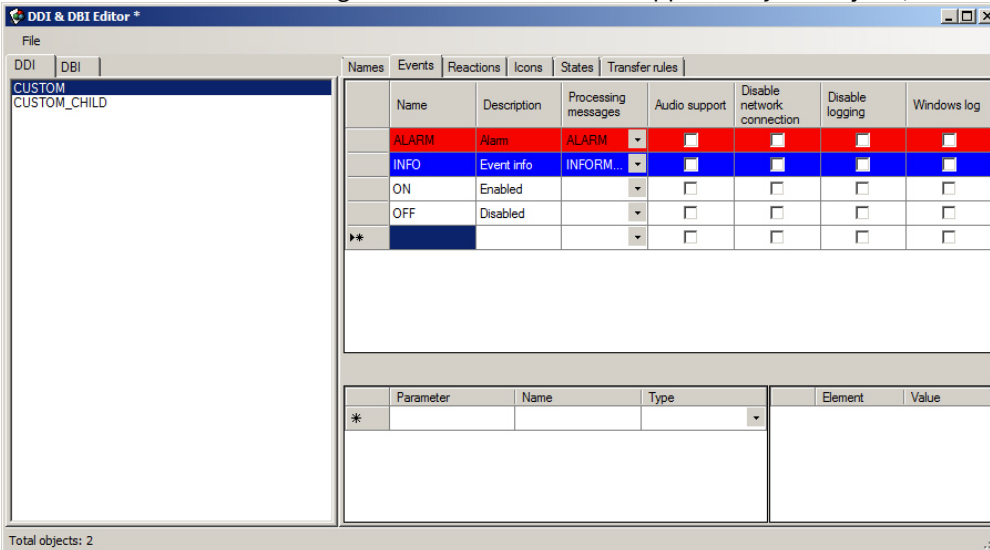 DDI & DBI Editor *
File
DDI DBI
CUSTOM
CUSTOM_CHILD
Names Events Reactions Icons States Transfer rules
Name Description Processing messages Audio support Disable network connection Disable logging Windows log
ALARM Alarm ALARM
INFO Event info INFORM...
ON Enabled
OFF Disabled
Parameter Name Type Element Value
Total objects: 2